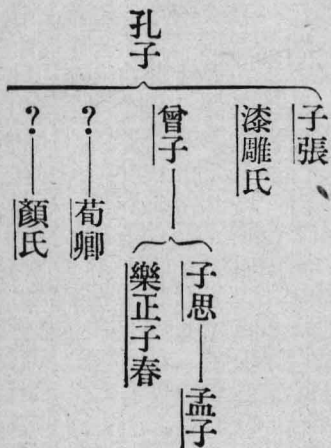 孔子
子張
漆雕氏
曾子
子思——孟子
樂正子春
?——荀卿
?——顏氏